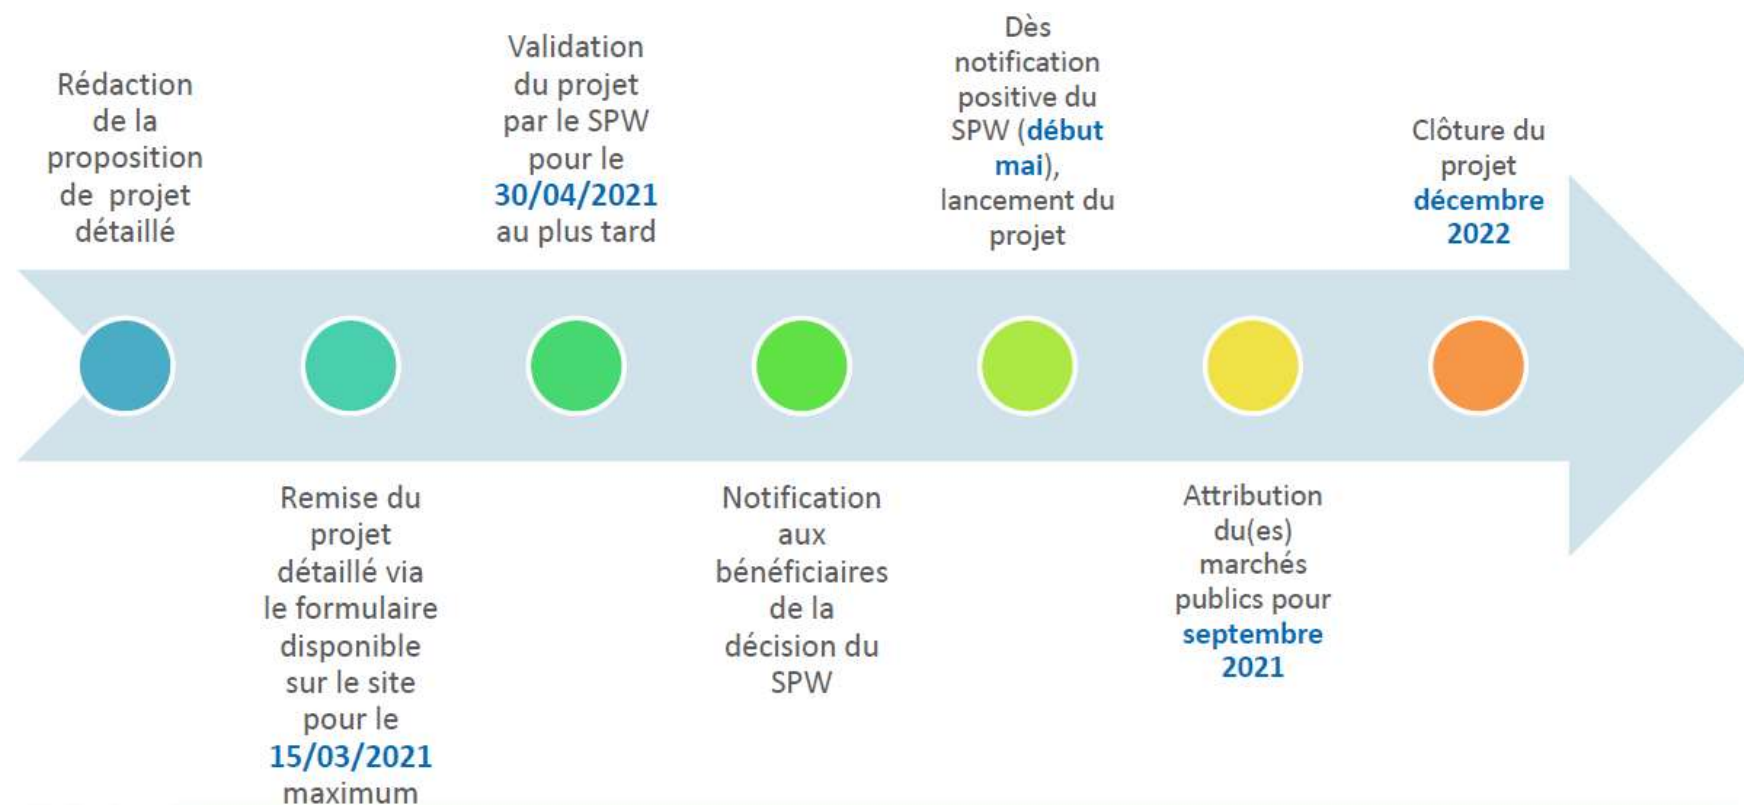 Rédaction
de la
proposition
de projet
détaillé
Remise du
projet
détaillé via
le formulaire
disponible
sur le site
pour le
15/03/2021
maximum
Validation
du projet
par le SPW
pour le
30/04/2021
au plus tard
Notification
aux
bénéficiaires
de la
décision du
SPW
Dès
notification
positive du
SPW (début
mai),
lancement du
projet
Attribution
du(es)
marchés
publics pour
septembre
2021
Clôture du
projet
décembre
2022